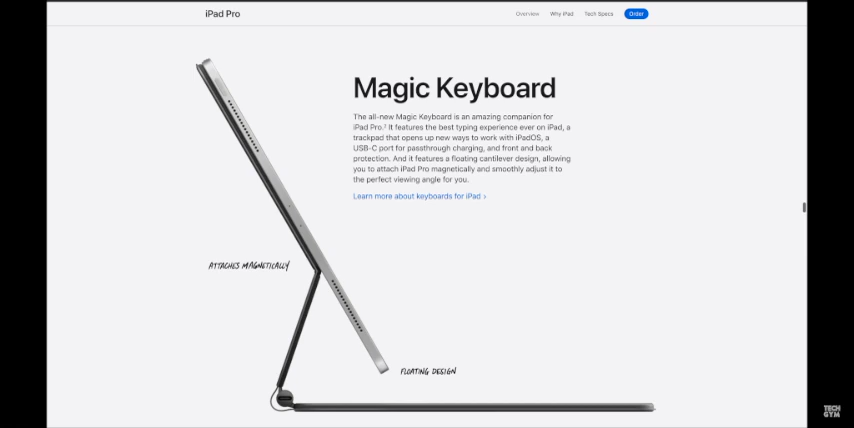 iPad Pro
Overview Why iPad Tech Specs Order
Magic Keyboard
The all-new Magic Keyboard is an amazing companion for
iPad Pro.³ It features the best typing experience ever on iPad, a
trackpad that opens up new ways to work with iPadOS, a
USB-C port for passthrough charging, and front and back
protection. And it features a floating cantilever design, allowing
you to attach iPad Pro magnetically and smoothly adjust it to
the perfect viewing angle for you.
Learn more about keyboards for iPad >
ATTACHES MAGNETICALLY
FLOATING DESIGN
TECH
GYM